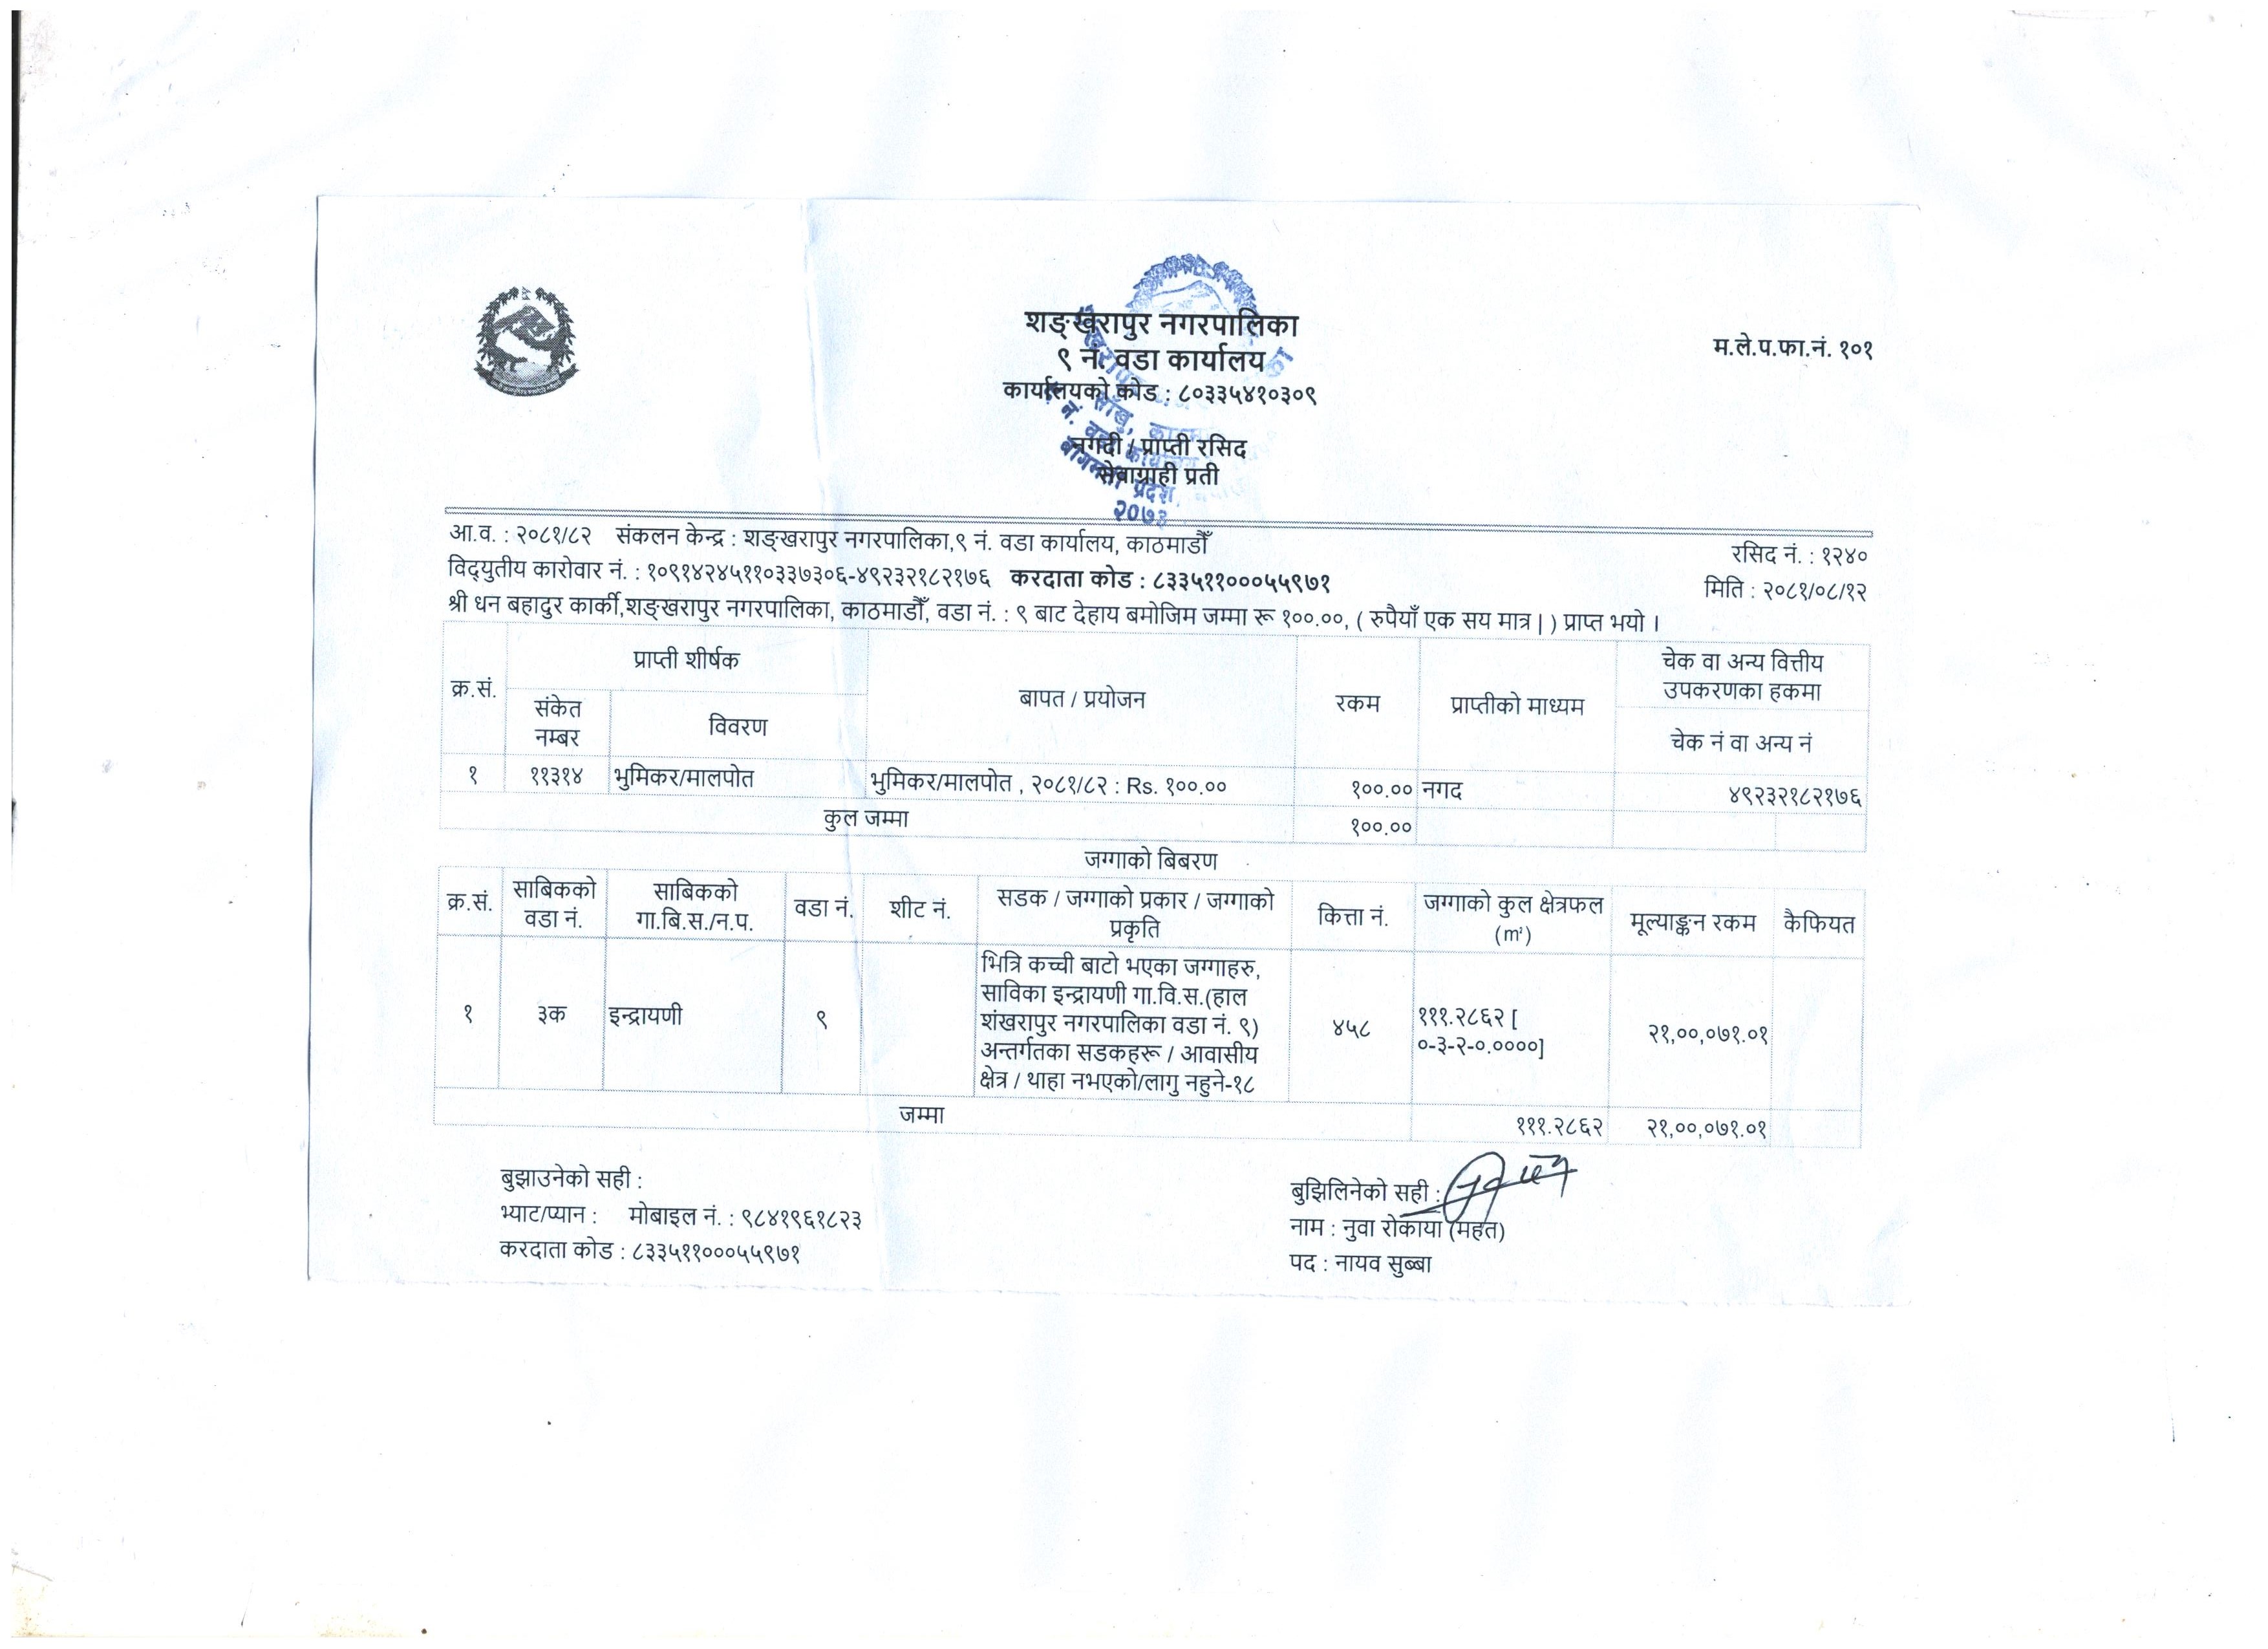 शङ्खरापुर नगरपालिका
९ नं. वडा कार्यालय
कार्यालयको कोड : ८०३३५४१०३०९
म.ले.प.फा.नं. १०१
नगदी / प्राप्ती रसिद
सेवाग्राही प्रती
२०७३
आ.व. : २०८१/८२ संकलन केन्द्र : शङ्खरापुर नगरपालिका,९ नं. वडा कार्यालय, काठमाडौँ
रसिद नं. : १२४०
विद्युतीय कारोवार नं. : १०९१४२४५११०३३७३०६-४९२३२१८२१७६ करदाता कोड : ८३३५११०००५५९७१
मिति : २०८१/०८/१२
श्री धन बहादुर कार्की,शङ्खरापुर नगरपालिका, काठमाडौँ, वडा नं. : ९ बाट देहाय बमोजिम जम्मा रू १००.००, ( रुपैयाँ एक सय मात्र | ) प्राप्त भयो ।
क्र.सं. प्राप्ती शीर्षक बापत / प्रयोजन रकम प्राप्तीको माध्यम चेक वा अन्य वित्तीय
उपकरणका हकमा
संकेत
नम्बर
विवरण
चेक नं वा अन्य नं
१ ११३१४ भुमिकर/मालपोत भुमिकर/मालपोत , २०८१/८२ : Rs. १००.०० १००.०० नगद ४९२३२१८२१७६
कुल जम्मा १००.००
जग्गाको बिबरण
क्र.सं. साबिकको
वडा नं.
साबिकको
गा.बि.स./न.प.
वडा नं. शीट नं. सडक / जग्गाको प्रकार / जग्गाको
प्रकृति
कित्ता नं. जग्गाको कुल क्षेत्रफल
(m²)
मूल्याङ्कन रकम कैफियत
१ ३क इन्द्रायणी ९
भित्रि कच्ची बाटो भएका जग्गाहरु,
साविका इन्द्रायणी गा.वि.स.(हाल
शंखरापुर नगरपालिका वडा नं. ९)
अन्तर्गतका सडकहरू / आवासीय
क्षेत्र / थाहा नभएको/लागु नहुने-१८
४५८ १११.२८६२ [
०-३-२-०.००००]
२१,००,०७१.०१
जम्मा १११.२८६२ २१,००,०७१.०१
बुझाउनेको सही :
भ्याट/प्यान : मोबाइल नं. : ९८४१९६१८२३
करदाता कोड : ८३३५११०००५५९७१
बुझिलिनेको सही :
नाम : नुवा रोकाया (महत)
पद : नायव सुब्बा